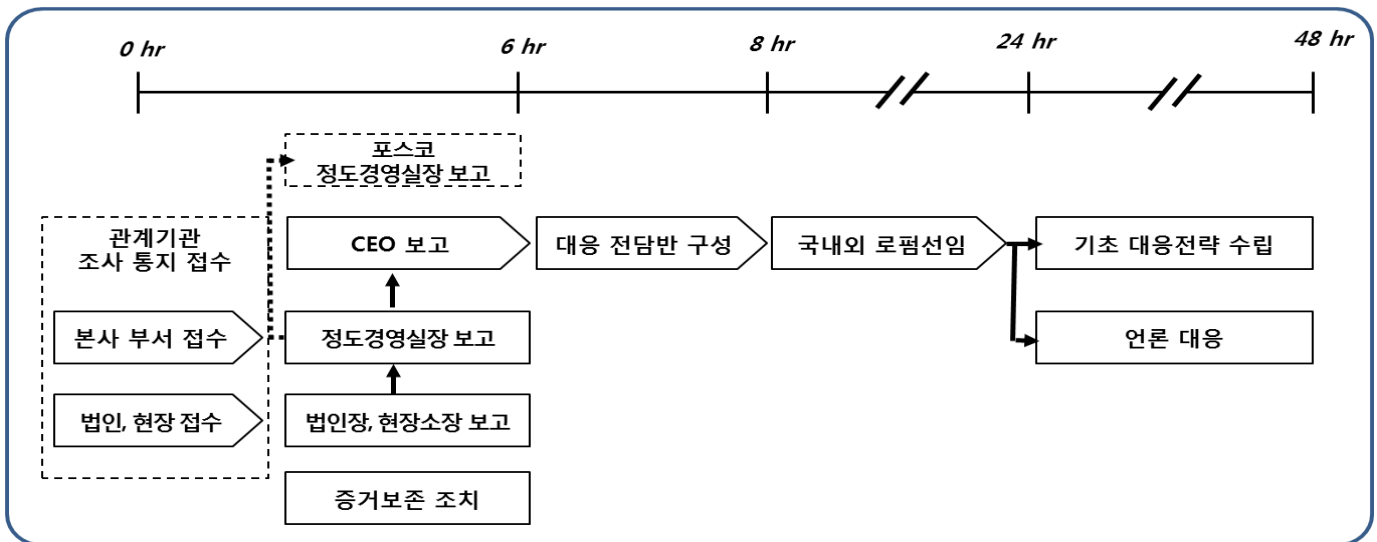 0 hr
6 hr
8 hr
24 hr
48 hr
포스코
정도경영실장 보고
관계기관
조사 통지 접수
CEO 보고
대응 전담반 구성
국내외 로펌선임
기초 대응전략 수립
본사 부서 접수
정도경영실장 보고
언론 대응
법인, 현장 접수
법인장, 현장소장 보고
증거보존 조치